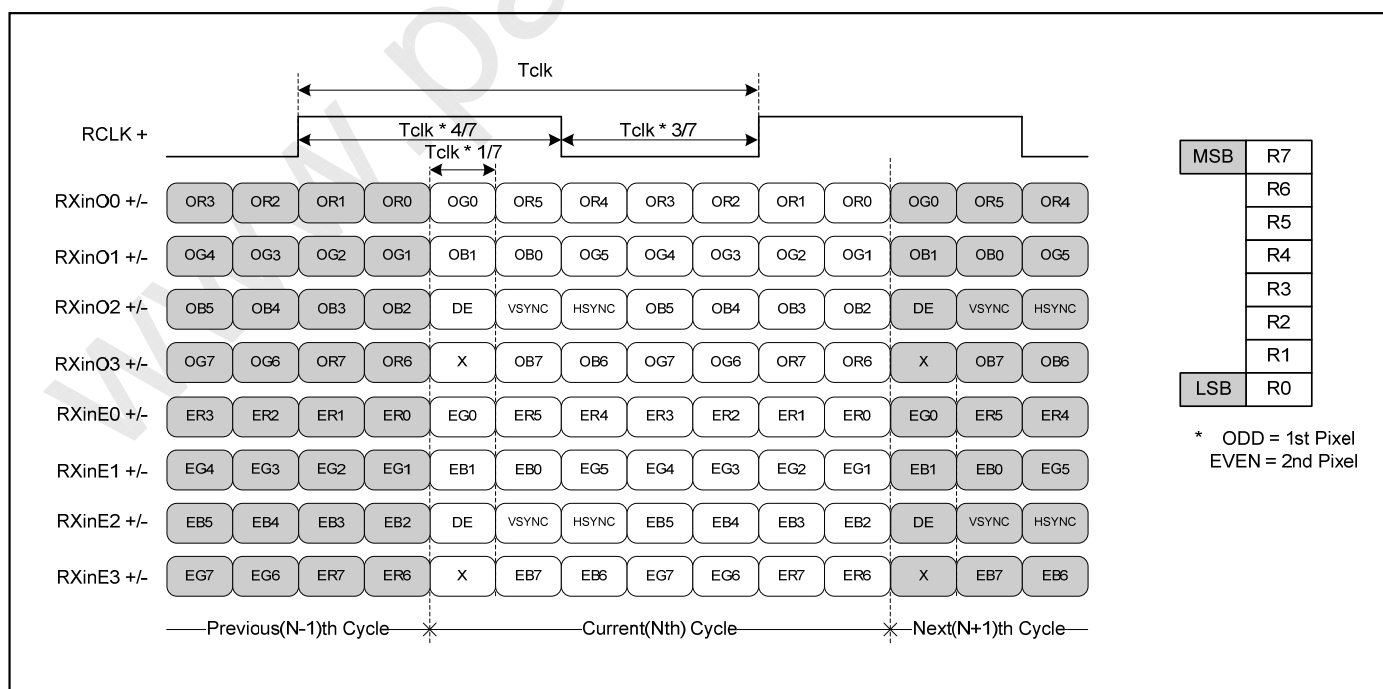 www.pa
Tclk
RCLK +
Tclk * 4/7
Tclk * 3/7
Tclk * 1/7
RXinO0 +/- OR3 OR2 OR1 OR0 OG0 OR5 OR4 OR3 OR2 OR1 OR0 OG0 OR5 OR4
RXinO1 +/- OG4 OG3 OG2 OG1 OB1 OB0 OG5 OG4 OG3 OG2 OG1 OB1 OB0 OG5
RXinO2 +/- OB5 OB4 OB3 OB2 DE VSYNC HSYNC OB5 OB4 OB3 OB2 DE VSYNC HSYNC
RXinO3 +/- OG7 OG6 OR7 OR6 X OB7 OB6 OG7 OG6 OR7 OR6 X OB7 OB6
RXinE0 +/- ER3 ER2 ER1 ER0 EG0 ER5 ER4 ER3 ER2 ER1 ER0 EG0 ER5 ER4
RXinE1 +/- EG4 EG3 EG2 EG1 EB1 EB0 EG5 EG4 EG3 EG2 EG1 EB1 EB0 EG5
RXinE2 +/- EB5 EB4 EB3 EB2 DE VSYNC HSYNC EB5 EB4 EB3 EB2 DE VSYNC HSYNC
RXinE3 +/- EG7 EG6 ER7 ER6 X EB7 EB6 EG7 EG6 ER7 ER6 X EB7 EB6
Previous(N-1)th Cycle Current(Nth) Cycle Next(N+1)th Cycle
MSB R7
R6
R5
R4
R3
R2
R1
LSB R0
* ODD = 1st Pixel
EVEN = 2nd Pixel